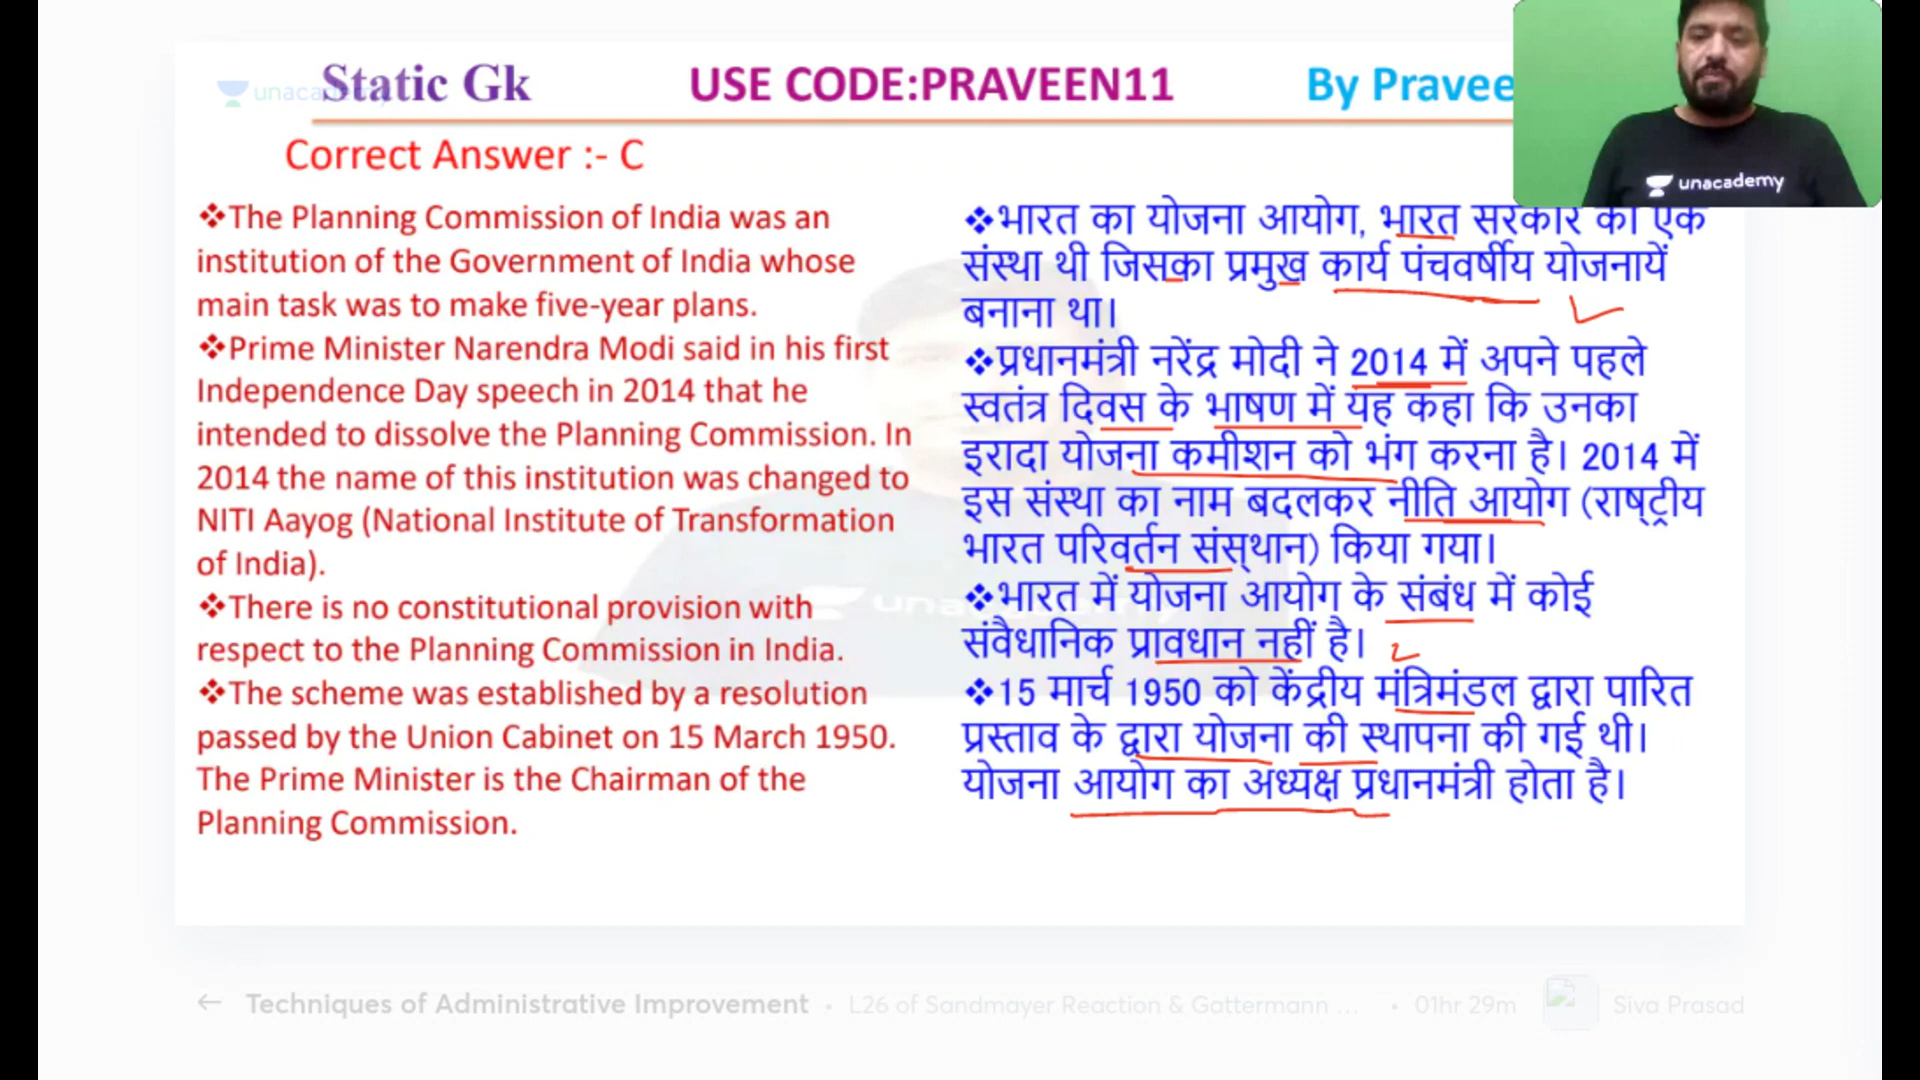 unacademy
Static Gk
USE CODE:PRAVEEN11
By Pravee
unacademy
Correct Answer :- C
❖The Planning Commission of India was an
institution of the Government of India whose
main task was to make five-year plans.
❖Prime Minister Narendra Modi said in his first
Independence Day speech in 2014 that he
intended to dissolve the Planning Commission. In
2014 the name of this institution was changed to
NITI Aayog (National Institute of Transformation
of India).
❖There is no constitutional provision with
respect to the Planning Commission in India.
❖The scheme was established by a resolution
passed by the Union Cabinet on 15 March 1950.
The Prime Minister is the Chairman of the
Planning Commission.
❖भारत का योजना आयोग, भारत सरकार की एक
संस्था थी जिसका प्रमुख कार्य पंचवर्षीय योजनायें
बनाना था।
❖प्रधानमंत्री नरेंद्र मोदी ने 2014 में अपने पहले
स्वतंत्र दिवस के भाषण में यह कहा कि उनका
इरादा योजना कमीशन को भंग करना है। 2014 में
इस संस्था का नाम बदलकर नीति आयोग (राष्ट्रीय
भारत परिवर्तन संस्थान) किया गया।
❖भारत में योजना आयोग के संबंध में कोई
संवैधानिक प्रावधान नहीं है।
❖15 मार्च 1950 को केंद्रीय मंत्रिमंडल द्वारा पारित
प्रस्ताव के द्वारा योजना की स्थापना की गई थी।
योजना आयोग का अध्यक्ष प्रधानमंत्री होता है।
← Techniques of Administrative Improvement • L26 of Sandmayer Reaction & Gattermann ... • 01hr 29m Siva Prasad